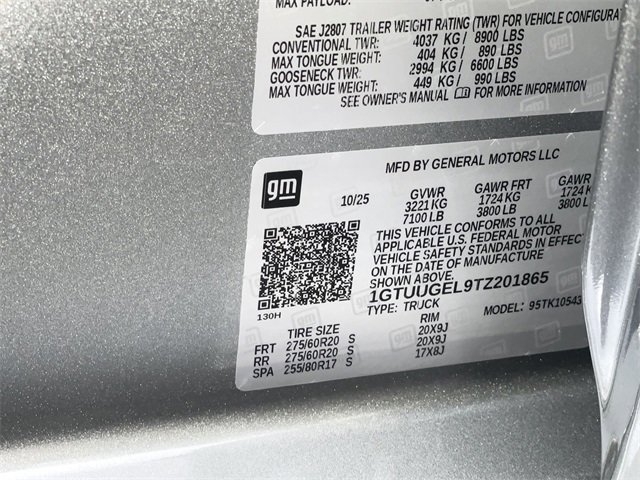 MAX PAYLOAD:
SAE J2807 TRAILER WEIGHT RATING (TWR) FOR VEHICLE CONFIGURA
CONVENTIONAL TWR: 4037 KG / 8900 LBS
MAX TONGUE WEIGHT: 404 KG / 890 LBS
GOOSENECK TWR: 2994 KG / 6600 LBS
MAX TONGUE WEIGHT: 449 KG / 990 LBS
SEE OWNER'S MANUAL FOR MORE INFORMATION
gm
MFD BY GENERAL MOTORS LLC
10/25 GVWR GAWR FRT GAWR
3221 KG 1724 KG 1724
7100 LB 3800 LB 3800 L
THIS VEHICLE CONFORMS TO ALL
APPLICABLE U.S. FEDERAL MOTOR
VEHICLE SAFETY STANDARDS IN EFFECT
ON THE DATE OF MANUFACTURE
1GTUUGEL9TZ201865
130H TYPE: TRUCK MODEL: 95TK10543
TIRE SIZE RIM
FRT 275/60R20 S 20X9J
RR 275/60R20 S 20X9J
SPA 255/80R17 S 17X8J